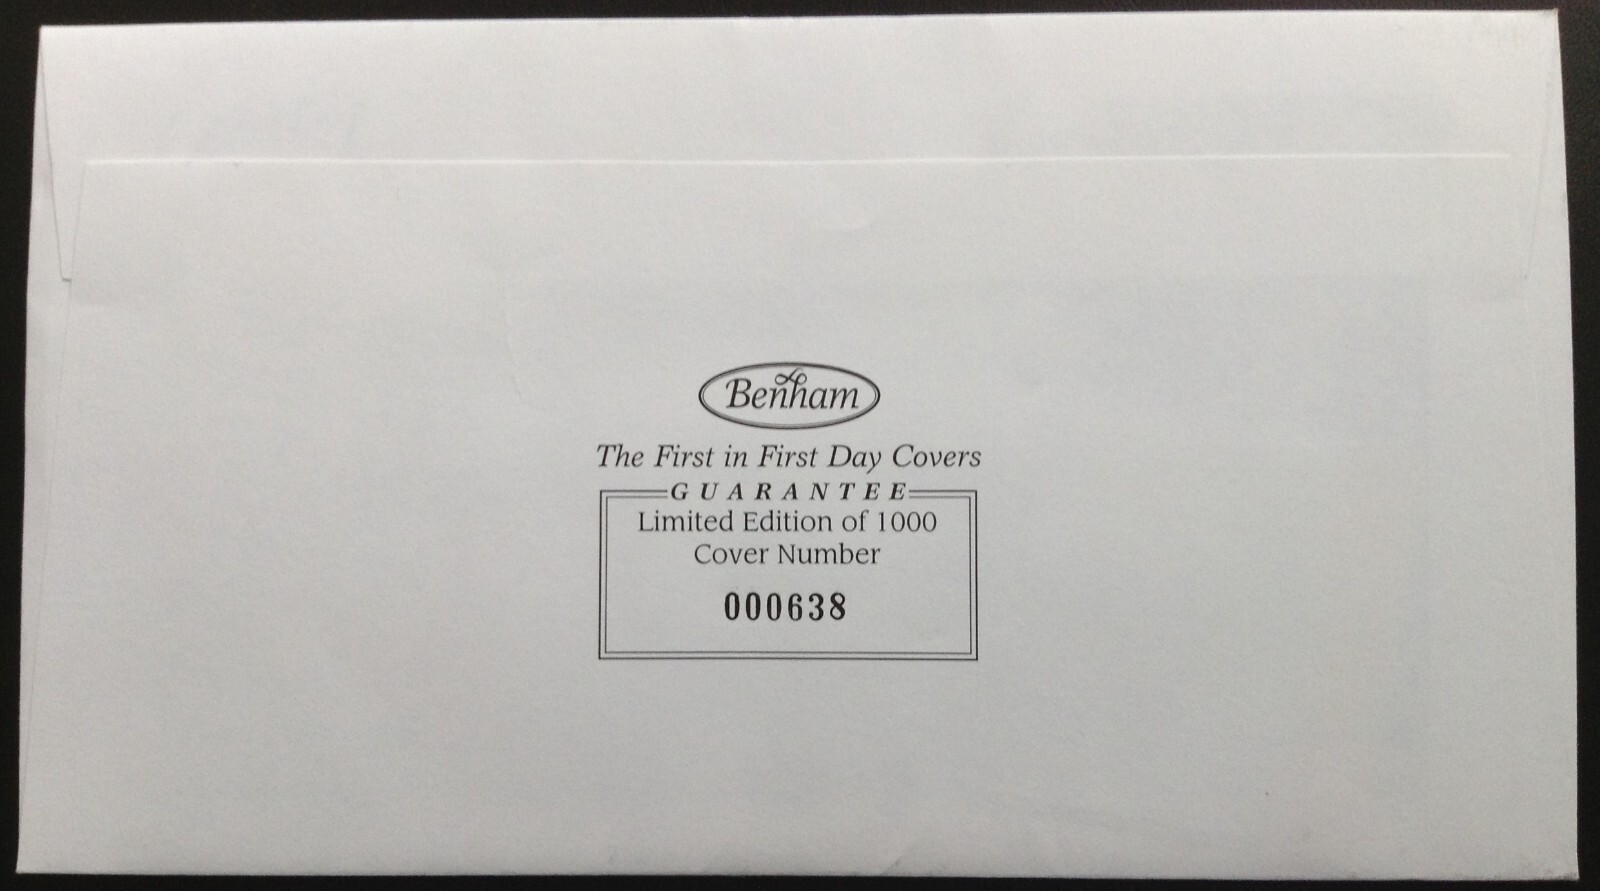 Benham
The First in First Day Covers
GUARANTEE
Limited Edition of 1000
Cover Number
000638